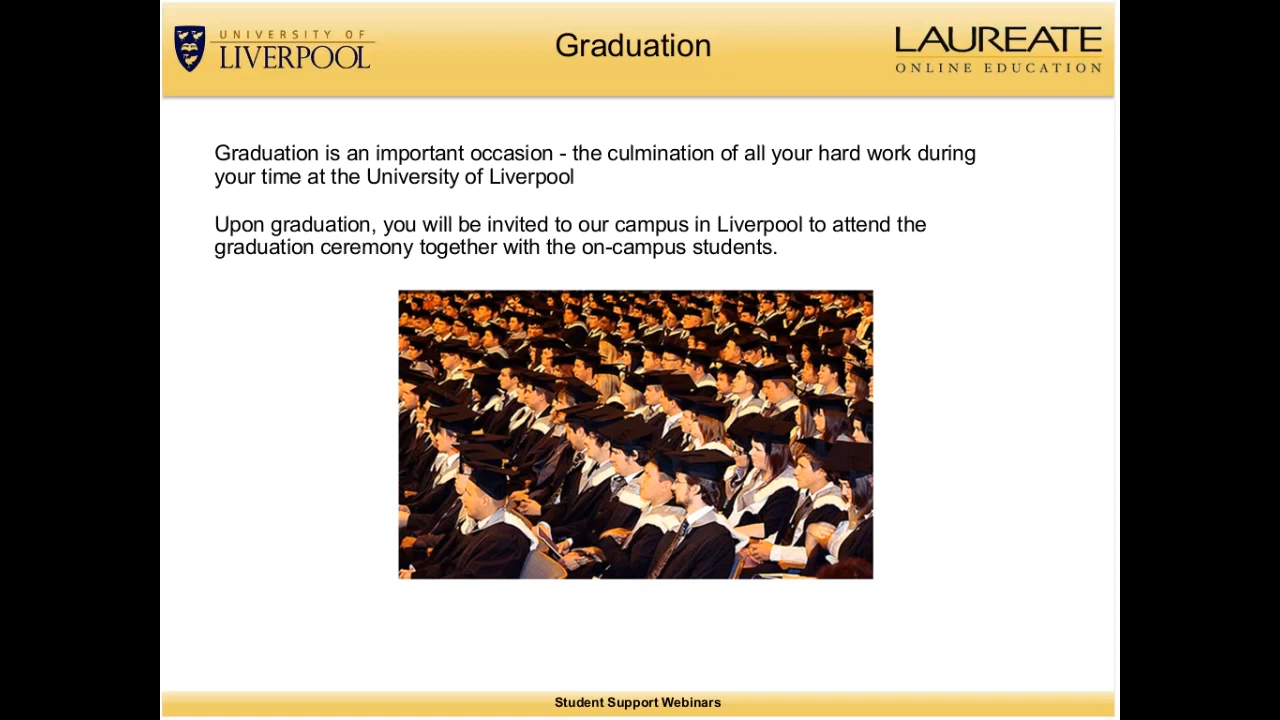 UNIVERSITY OF
LIVERPOOL
Graduation
LAUREATE
ONLINE EDUCATION
Graduation is an important occasion - the culmination of all your hard work during
your time at the University of Liverpool
Upon graduation, you will be invited to our campus in Liverpool to attend the
graduation ceremony together with the on-campus students.
Student Support Webinars